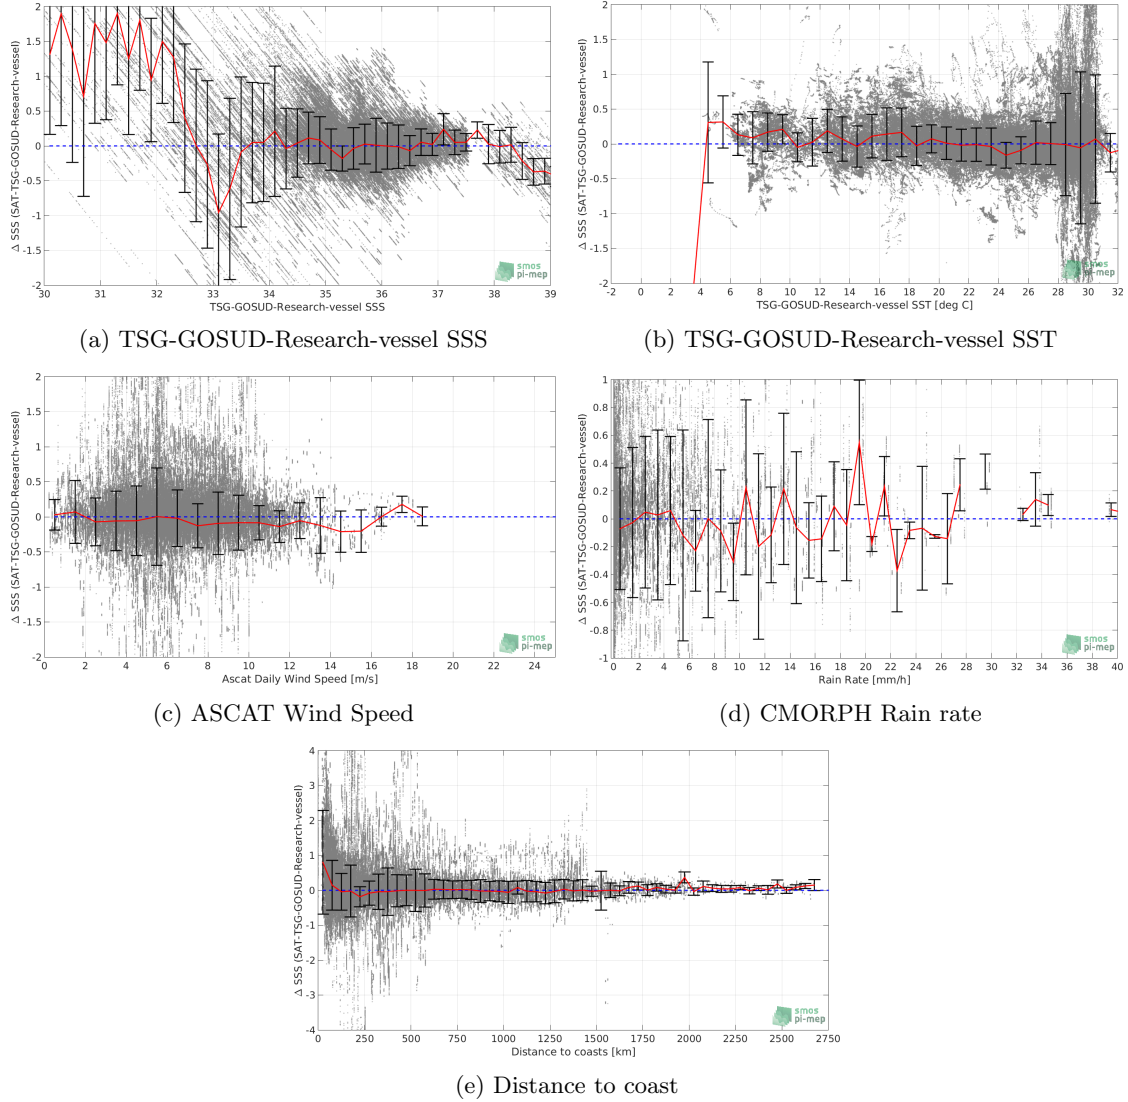 2
1.5
1
0.5
0
-0.5
-1
-1.5
-2
Δ SSS (SAT-TSG-GOSUD-Research-vessel)
30 31 32 33 34 35 36 37 38 39
TSG-GOSUD-Research-vessel SSS
smos
pi-mep
(a) TSG-GOSUD-Research-vessel SSS
2
1.5
1
0.5
0
-0.5
-1
-1.5
-2
Δ SSS (SAT-TSG-GOSUD-Research-vessel)
-2 0 2 4 6 8 10 12 14 16 18 20 22 24 26 28 30 32
TSG-GOSUD-Research-vessel SST [deg C]
smos
pi-mep
(b) TSG-GOSUD-Research-vessel SST
2
1.5
1
0.5
0
-0.5
-1
-1.5
-2
Δ SSS (SAT-TSG-GOSUD-Research-vessel)
0 2 4 6 8 10 12 14 16 18 20 22 24
Ascat Daily Wind Speed [m/s]
smos
pi-mep
(c) ASCAT Wind Speed
1
0.8
0.6
0.4
0.2
0
-0.2
-0.4
-0.6
-0.8
-1
Δ SSS (SAT-TSG-GOSUD-Research-vessel)
0 2 4 6 8 10 12 14 16 18 20 22 24 26 28 30 32 34 36 38 40
Rain Rate [mm/h]
smos
pi-mep
(d) CMORPH Rain rate
4
3
2
1
0
-1
-2
-3
-4
Δ SSS (SAT-TSG-GOSUD-Research-vessel)
0 250 500 750 1000 1250 1500 1750 2000 2250 2500 2750
Distance to coasts [km]
smos
pi-mep
(e) Distance to coast